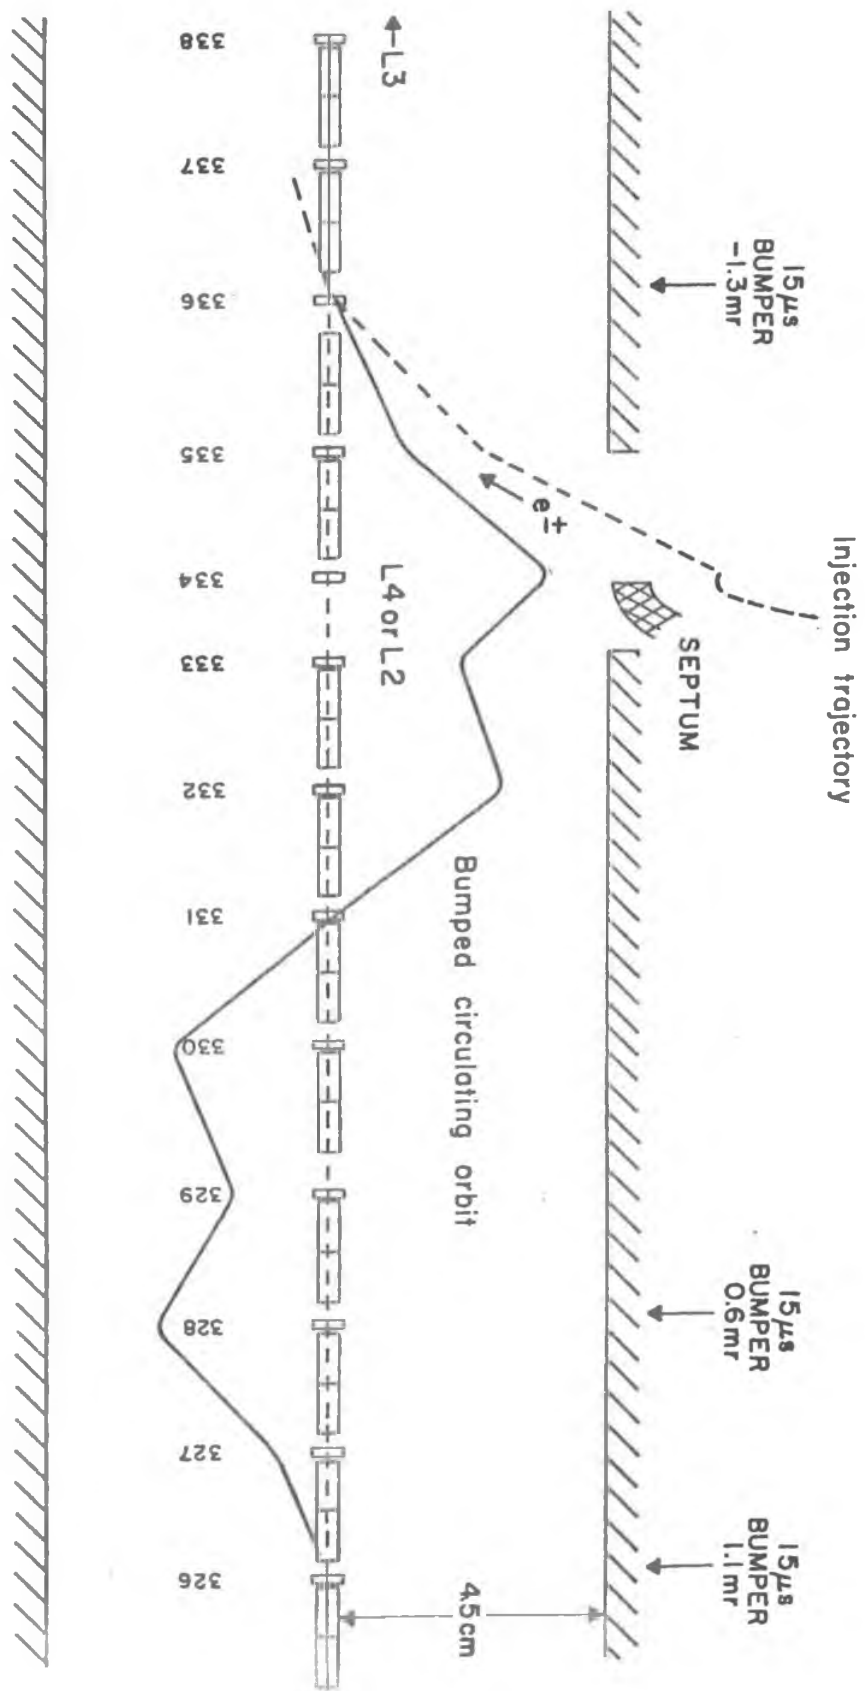 Injection trajectory
15μs
BUMPER
-1.3mr
15μs
BUMPER
0.6mr
15μs
BUMPER
1.1mr
SEPTUM
e±
←L3
L4 or L2
Bumped circulating orbit
4.5cm
338
337
336
335
334
333
332
331
330
329
328
327
326